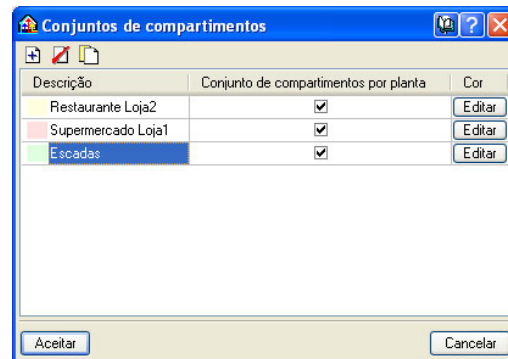 Conjuntos de compartimentos
Descrição Conjunto de compartimentos por planta Cor
Restaurante Loja2 Editar
Supermercado Loja1 Editar
Escadas Editar
Aceitar Cancelar